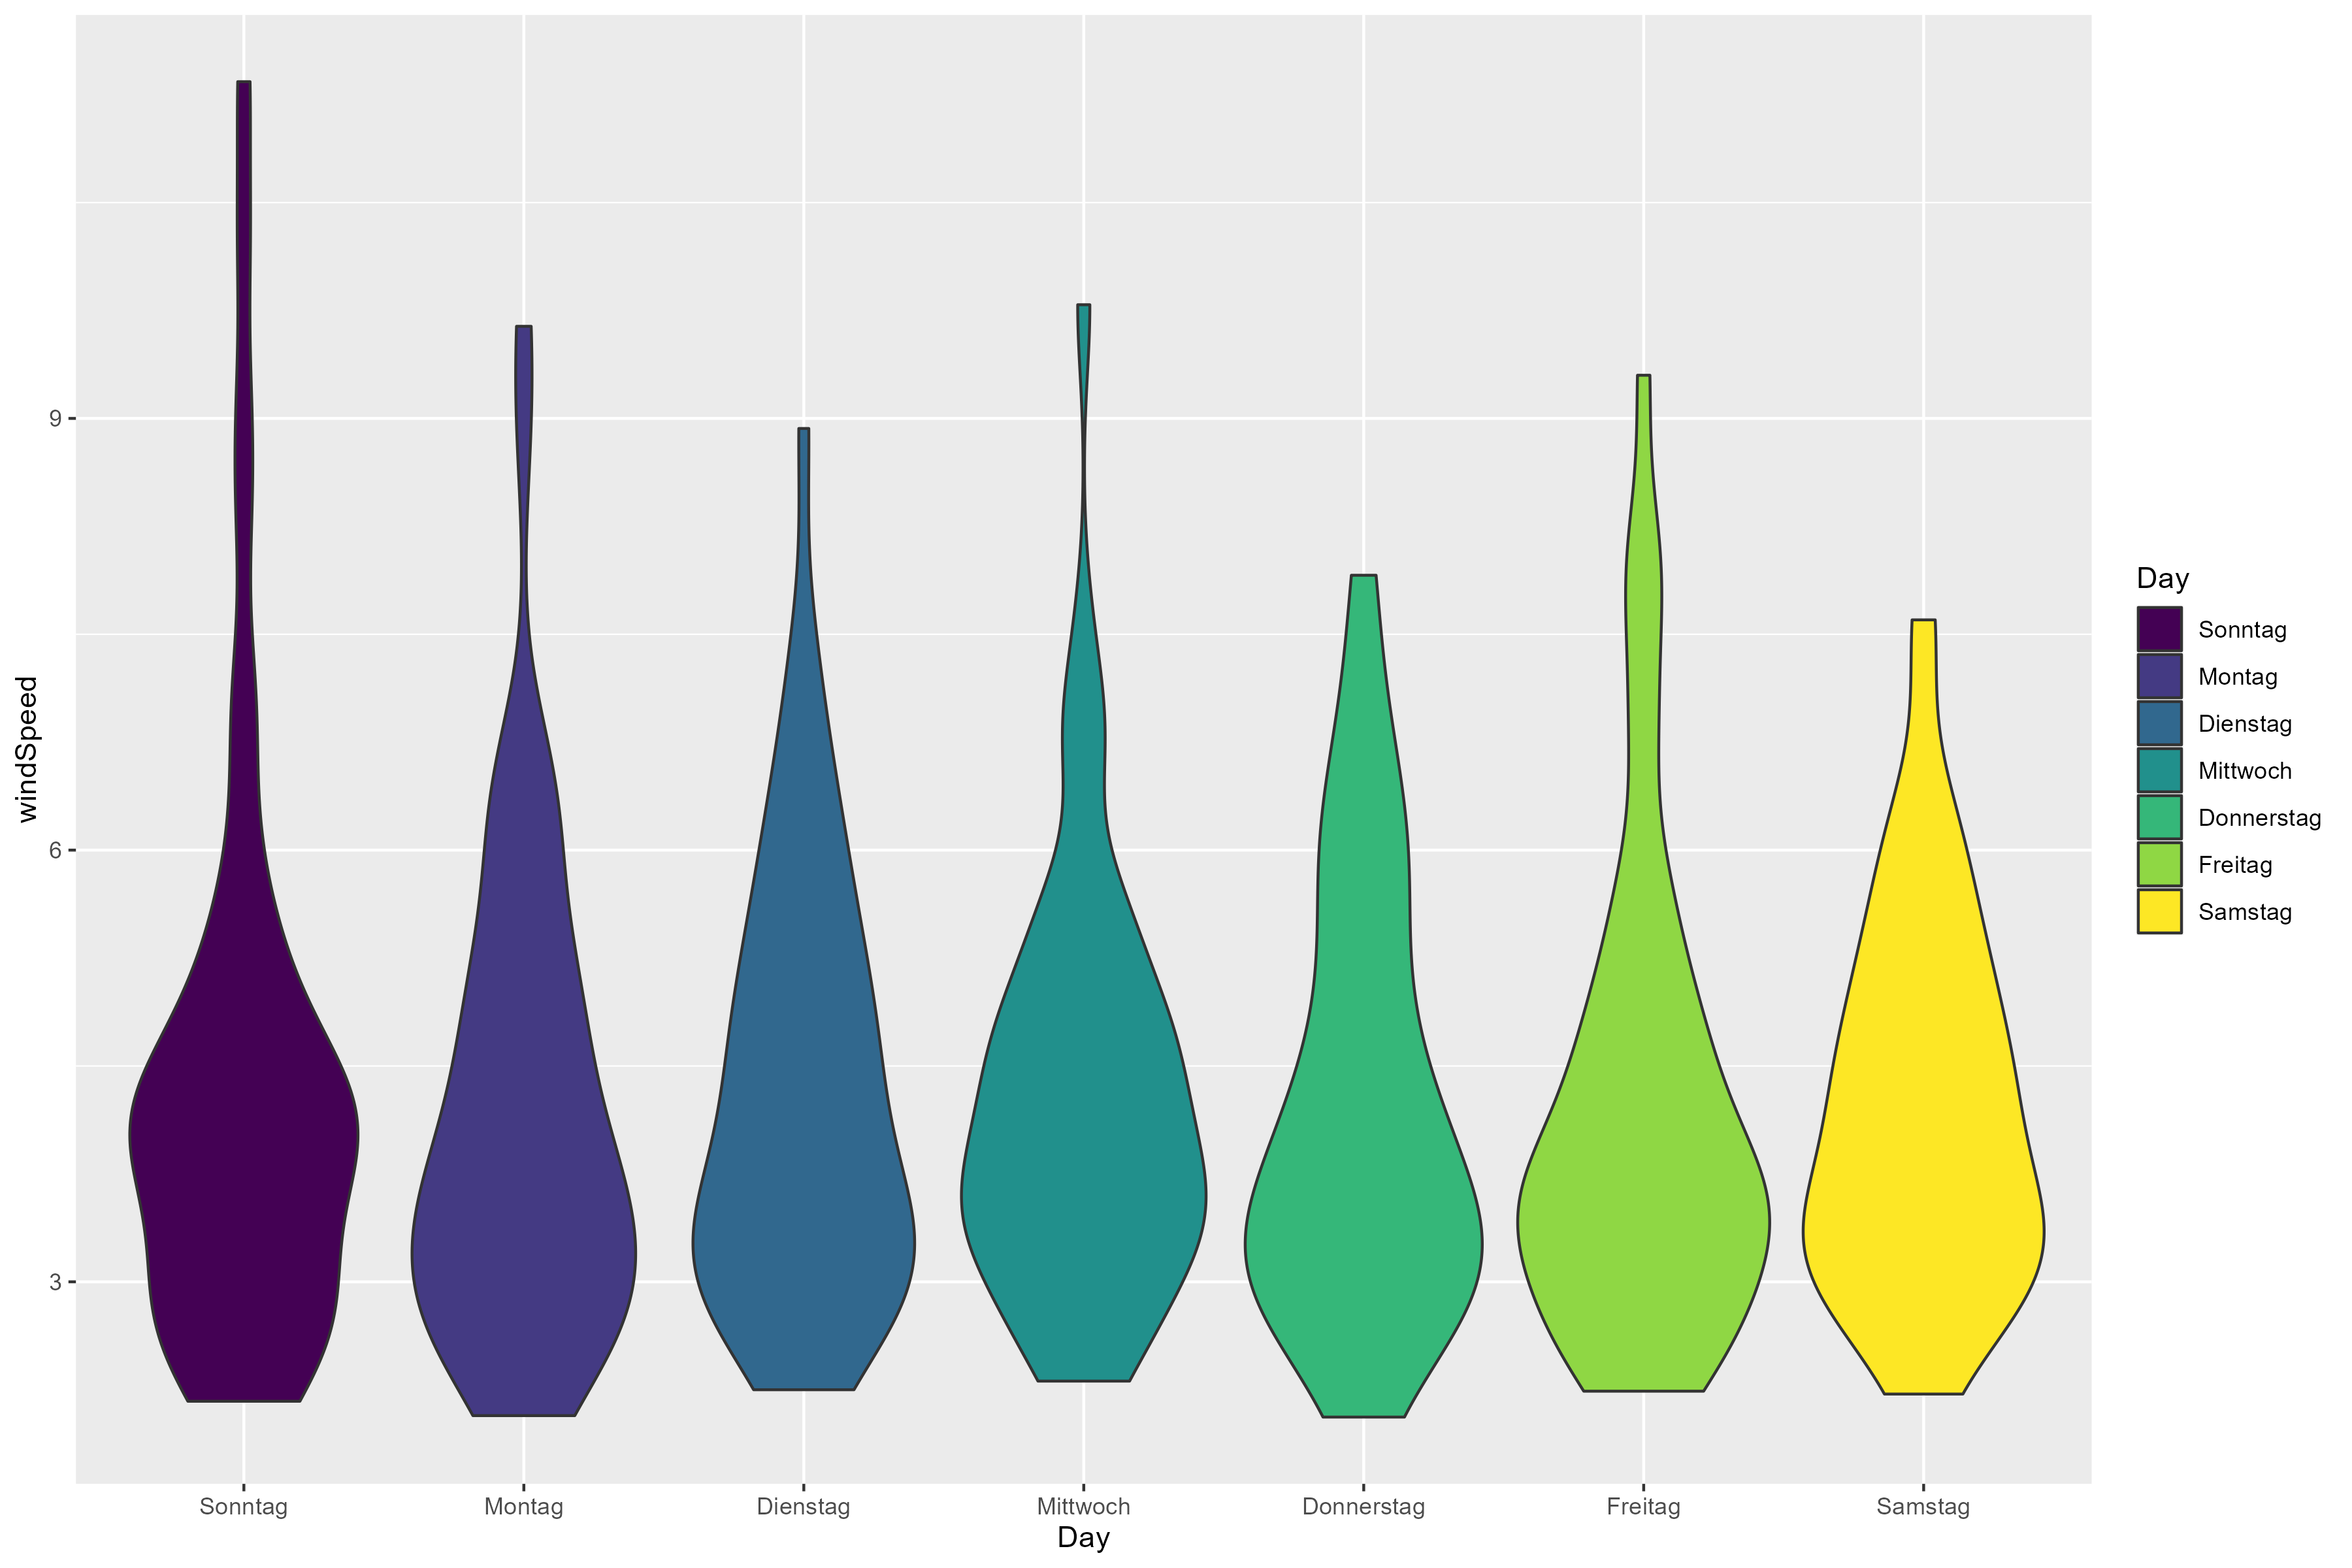 windSpeed
9
6
3
Sonntag
Montag
Dienstag
Mittwoch
Donnerstag
Freitag
Samstag
Day
Day
Sonntag
Montag
Dienstag
Mittwoch
Donnerstag
Freitag
Samstag